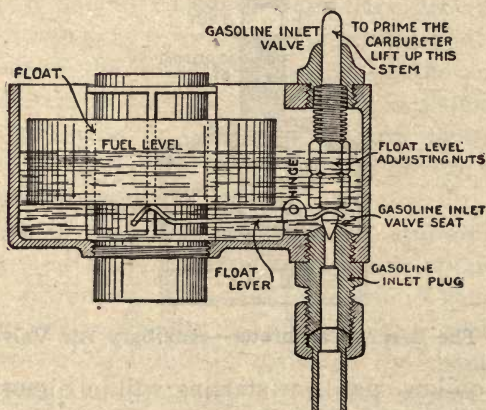 GASOLINE INLET
VALVE
TO PRIME THE
CARBURETER
LIFT UP THIS
STEM
FLOAT
FUEL LEVEL
HINGE
FLOAT LEVEL
ADJUSTING NUTS
GASOLINE INLET
VALVE SEAT
FLOAT
LEVER
GASOLINE
INLET PLUG